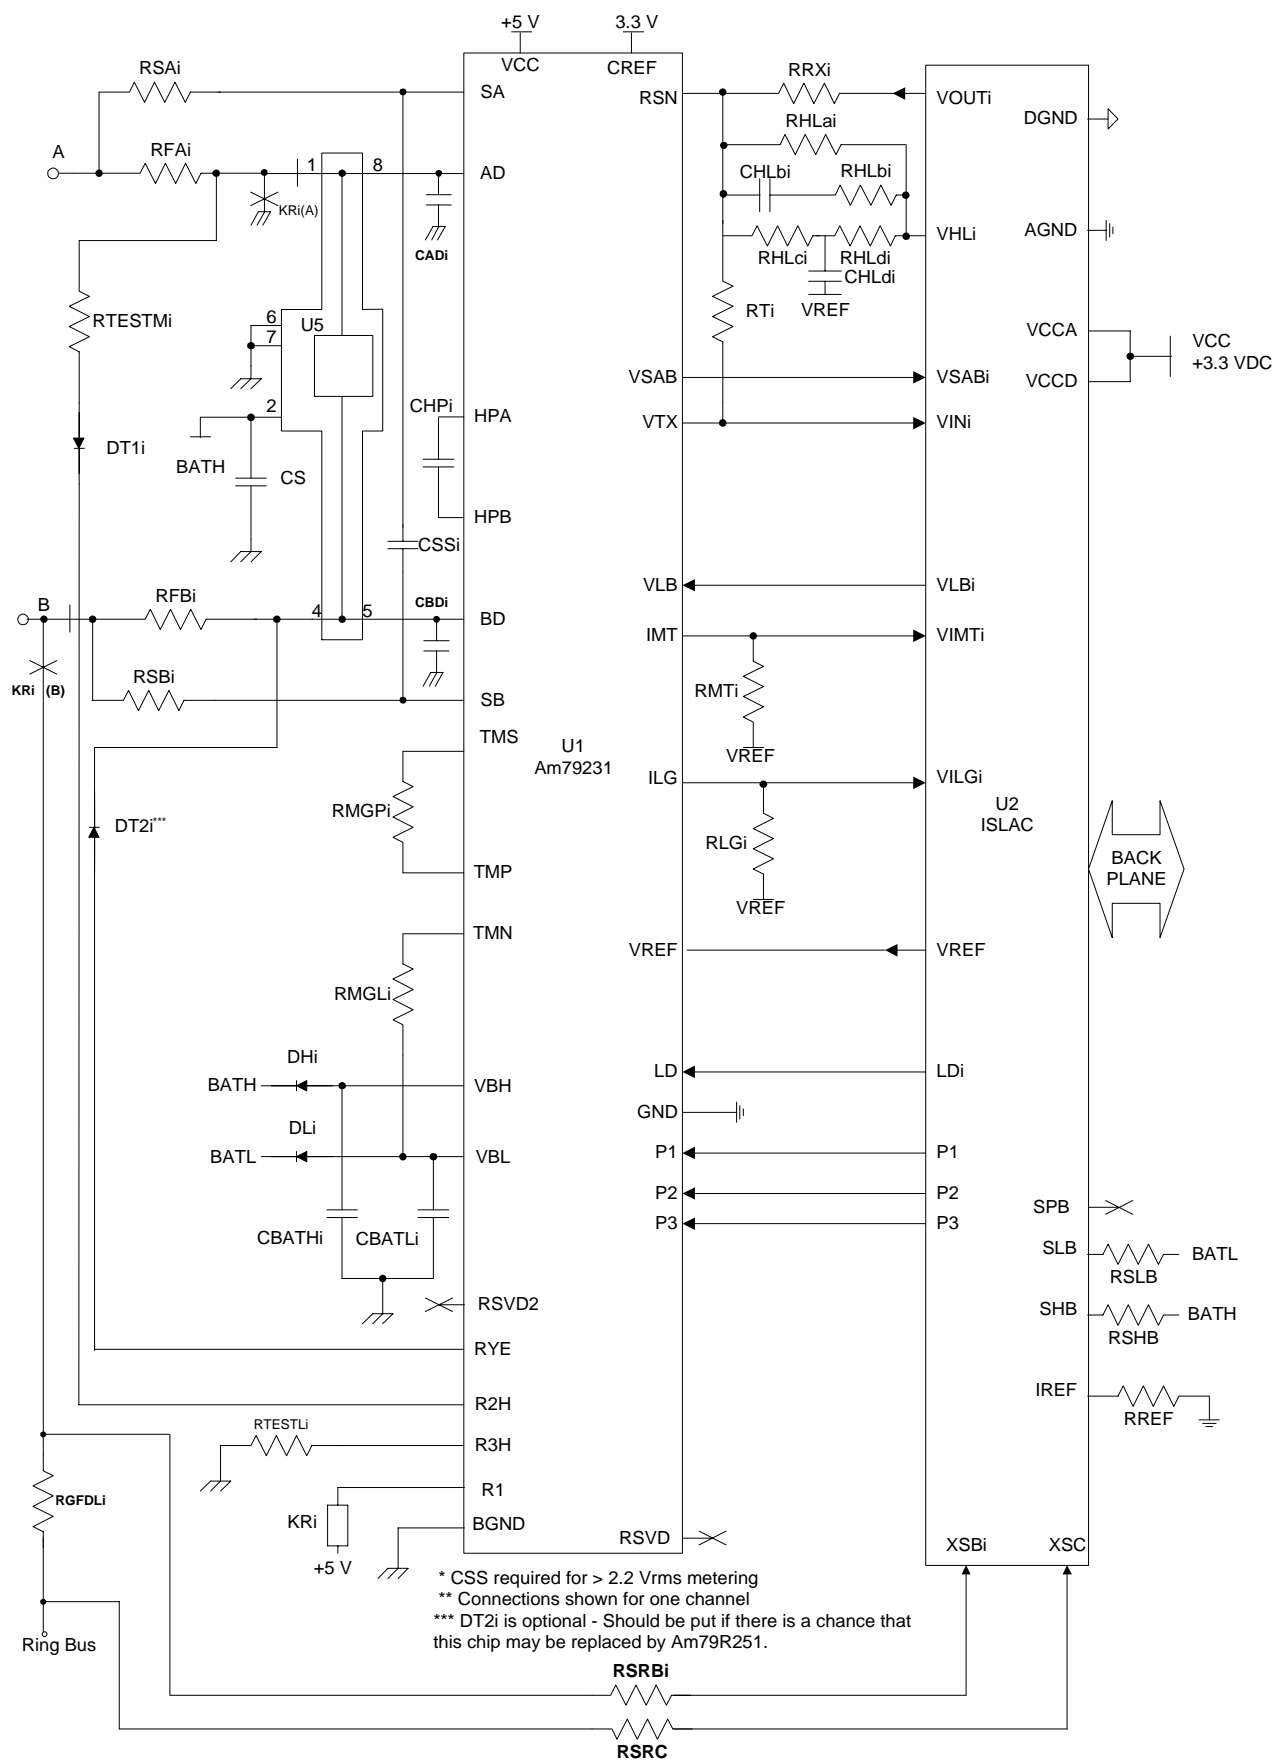 +5 V
3.3 V
VCC
CREF
RSAi
SA
RSN
RRXi
VOUTi
DGND
RHLai
A
RFAi
1
8
AD
CHLbi
RHLbi
KRi(A)
CADi
RHLci
RHLdi
VHLi
AGND
CHLdi
VREF
RTi
RTESTMi
6
7
U5
VCCA
VCC
+3.3 VDC
VCCD
VSAB
VSABi
2
CHPi
HPA
VTX
VINi
DT1i
BATH
CS
HPB
CSSi
VLB
VLBi
B
RFBi
4
5
CBDi
BD
IMT
VIMTi
KRi (B)
RSBi
SB
RMTi
TMS
U1
Am79231
VREF
ILG
VILGi
RMGPi
U2
ISLAC
DT2i***
RLGi
BACK
PLANE
TMP
VREF
TMN
VREF
VREF
RMGLi
DHi
BATH
VBH
LD
LDi
GND
DLi
BATL
VBL
P1
P1
P2
P2
P3
P3
SPB
CBATHi
CBATLi
SLB
RSLB
BATL
RSVD2
SHB
RSHB
BATH
RYE
IREF
RREF
R2H
RTESTLi
R3H
RGFDLi
R1
KRi
+5 V
BGND
RSVD
XSBi
XSC
* CSS required for > 2.2 Vrms metering
** Connections shown for one channel
*** DT2i is optional - Should be put if there is a chance that
this chip may be replaced by Am79R251.
Ring Bus
RSRBi
RSRC